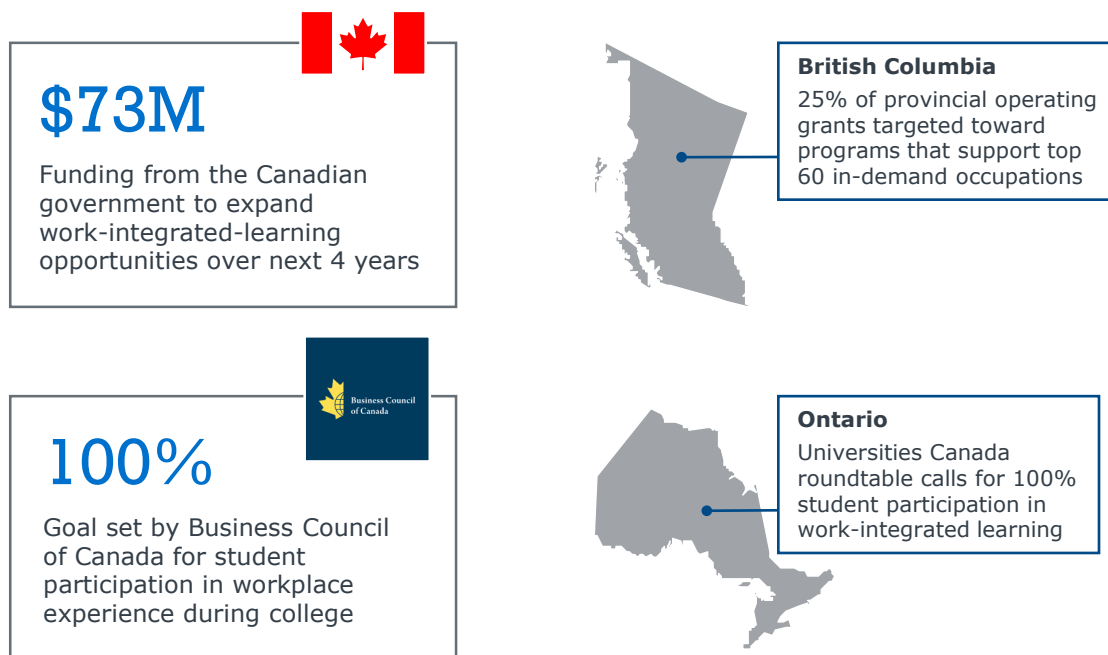 $73M
Funding from the Canadian
government to expand
work-integrated-learning
opportunities over next 4 years
British Columbia
25% of provincial operating
grants targeted toward
programs that support top
60 in-demand occupations
Business Council
of Canada
100%
Goal set by Business Council
of Canada for student
participation in workplace
experience during college
Ontario
Universities Canada
roundtable calls for 100%
student participation in
work-integrated learning